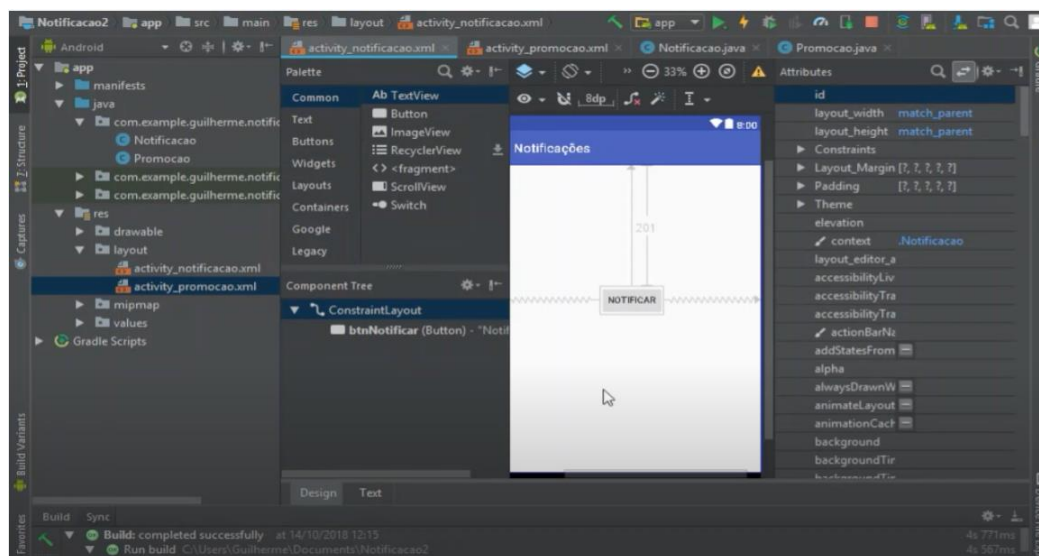 Notificacao2 app src main res layout activity_notificacao.xml app
1: Project
Android
activity_notificacao.xml activity_promocao.xml Notificacao.java Promocao.java
app
manifests
java
com.example.guilherme.notific
Notificacao
Promocao
com.example.guilherme.notific
com.example.guilherme.notific
res
drawable
layout
activity_notificacao.xml
activity_promocao.xml
mipmap
values
Gradle Scripts
Z: Structure
Captures
Build Variants
Favorites
Palette
Common
Text
Buttons
Widgets
Layouts
Containers
Google
Legacy
Ab TextView
Button
ImageView
RecyclerView
<> <fragment>
ScrollView
Switch
Component Tree
ConstraintLayout
btnNotificar (Button) - "Notif
33%
8dp
8:00
Notificações
201
NOTIFICAR
Design Text
Attributes
id
layout_width match_parent
layout_height match_parent
Constraints
Layout_Margin [?, ?, ?, ?, ?]
Padding [?, ?, ?, ?, ?]
Theme
elevation
context .Notificacao
layout_editor_a
accessibilityLiv
accessibilityTra
accessibilityTra
actionBarNa
addStatesFrom
alpha
alwaysDrawnW
animateLayout
animationCach
background
backgroundTir
Build Sync
Build: completed successfully at 14/10/2018 12:15 4s 771ms
Run build C:\Users\Guilherme\Documents\Notificacao2 4s 567ms